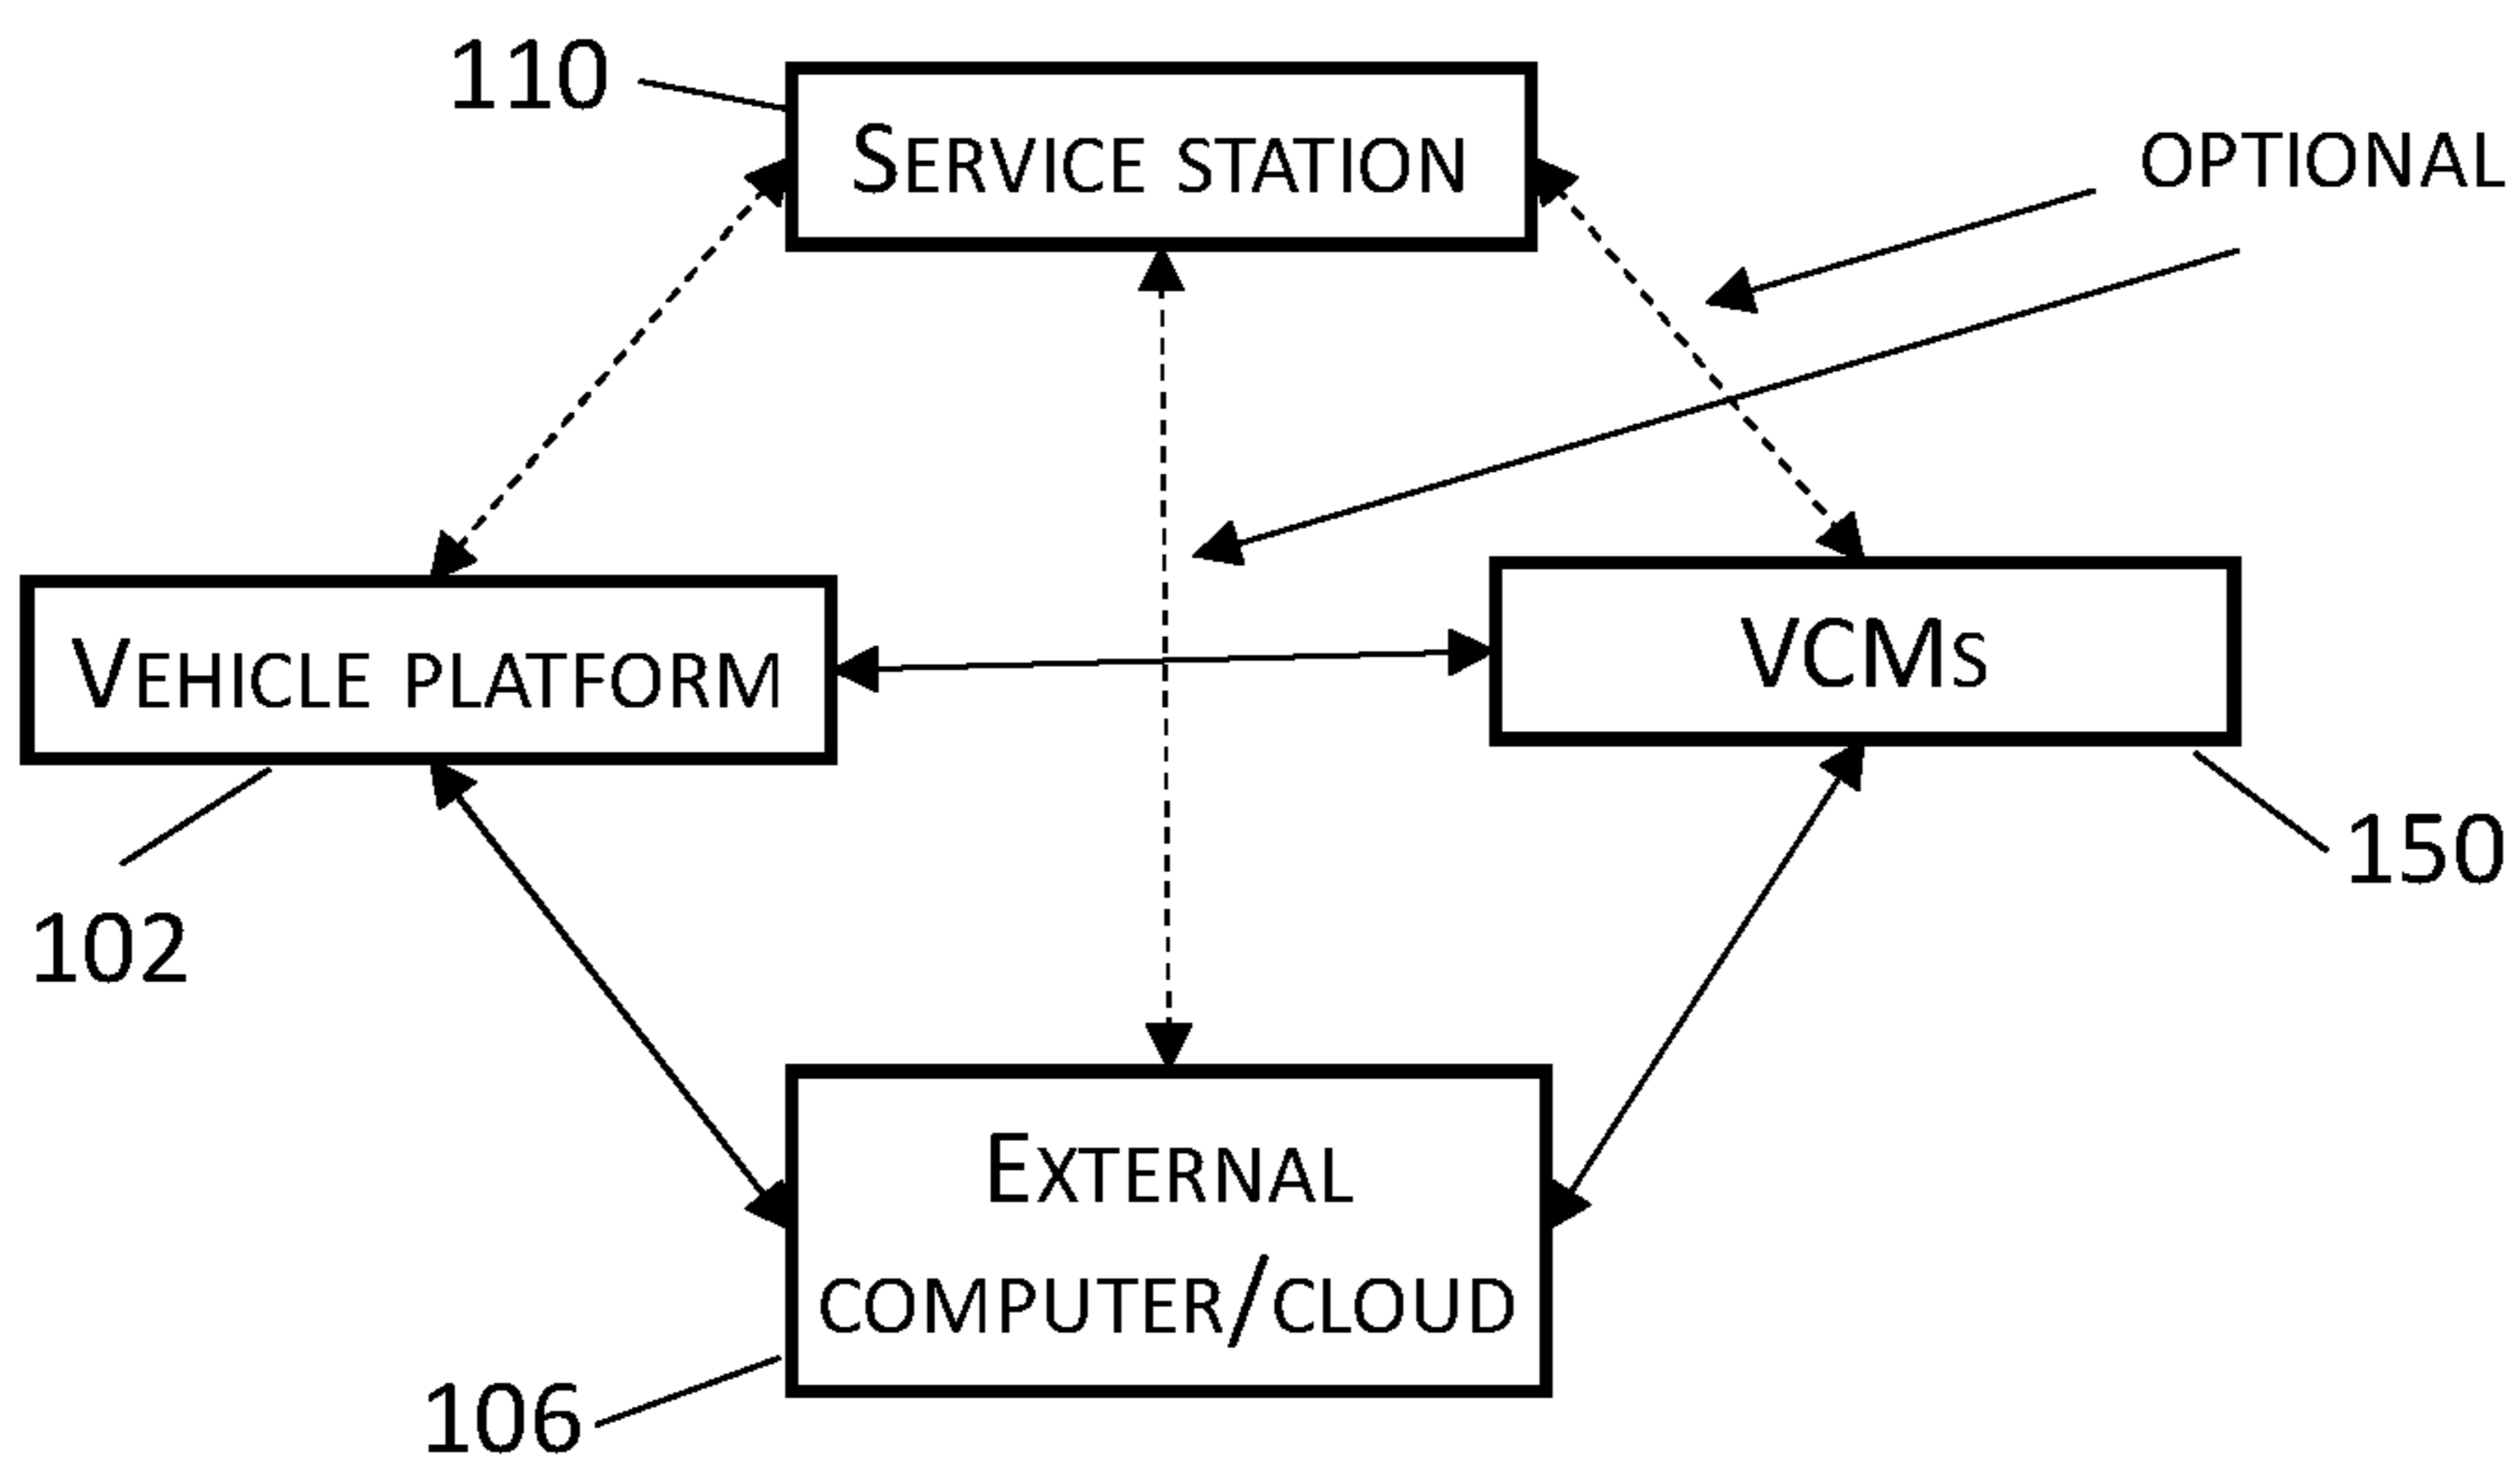 110
SERVICE STATION
OPTIONAL
VEHICLE PLATFORM
VCMS
102
150
EXTERNAL
COMPUTER/CLOUD
106